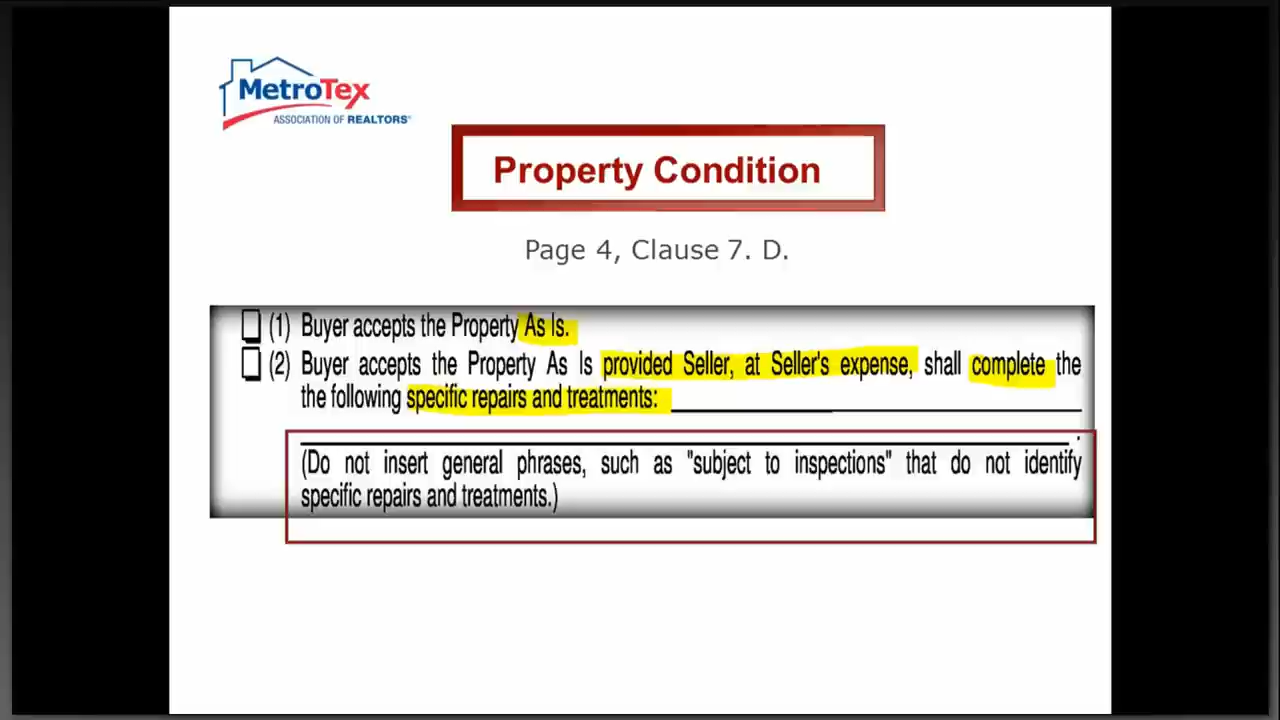 MetroTex
ASSOCIATION OF REALTORS®
Property Condition
Page 4, Clause 7. D.
(1) Buyer accepts the Property As Is.
(2) Buyer accepts the Property As Is provided Seller, at Seller's expense, shall complete the
the following specific repairs and treatments:
.
(Do not insert general phrases, such as "subject to inspections" that do not identify
specific repairs and treatments.)